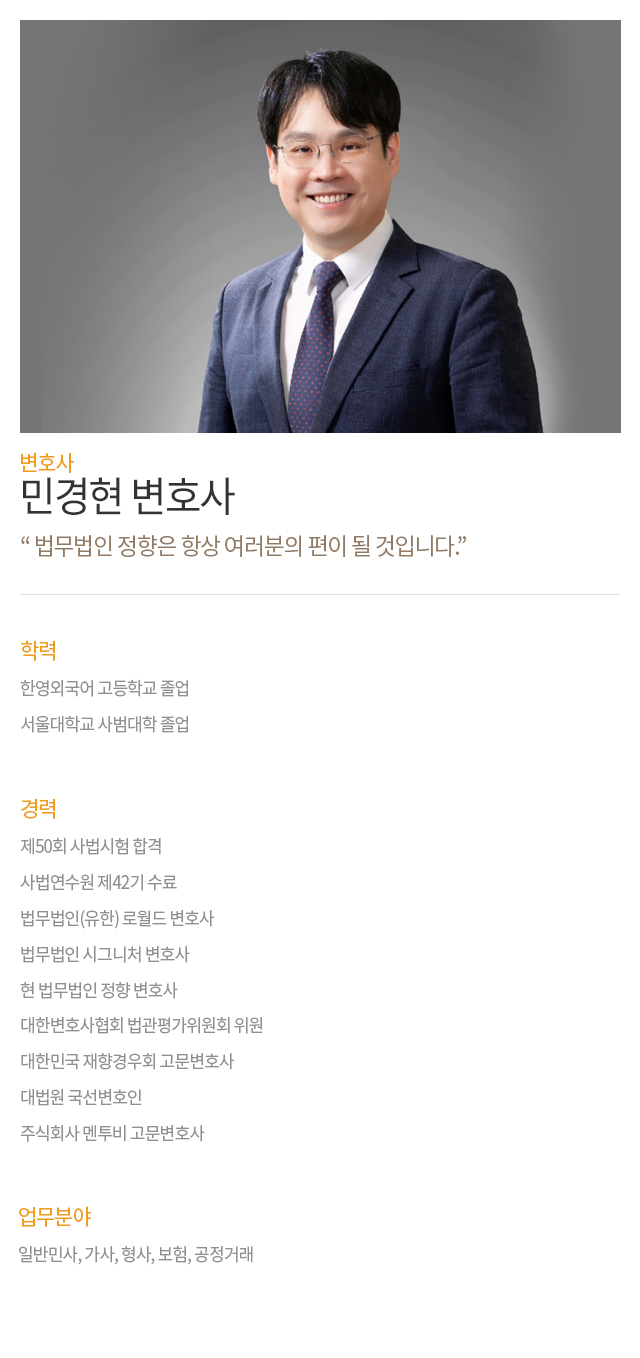 변호사
민경현 변호사
“ 법무법인 정향은 항상 여러분의 편이 될 것입니다.”
학력
한영외국어 고등학교 졸업
서울대학교 사범대학 졸업
경력
제50회 사법시험 합격
사법연수원 제42기 수료
법무법인(유한) 로월드 변호사
법무법인 시그니처 변호사
현 법무법인 정향 변호사
대한변호사협회 법관평가위원회 위원
대한민국 재향경우회 고문변호사
대법원 국선변호인
주식회사 멘투비 고문변호사
업무분야
일반민사, 가사, 형사, 보험, 공정거래